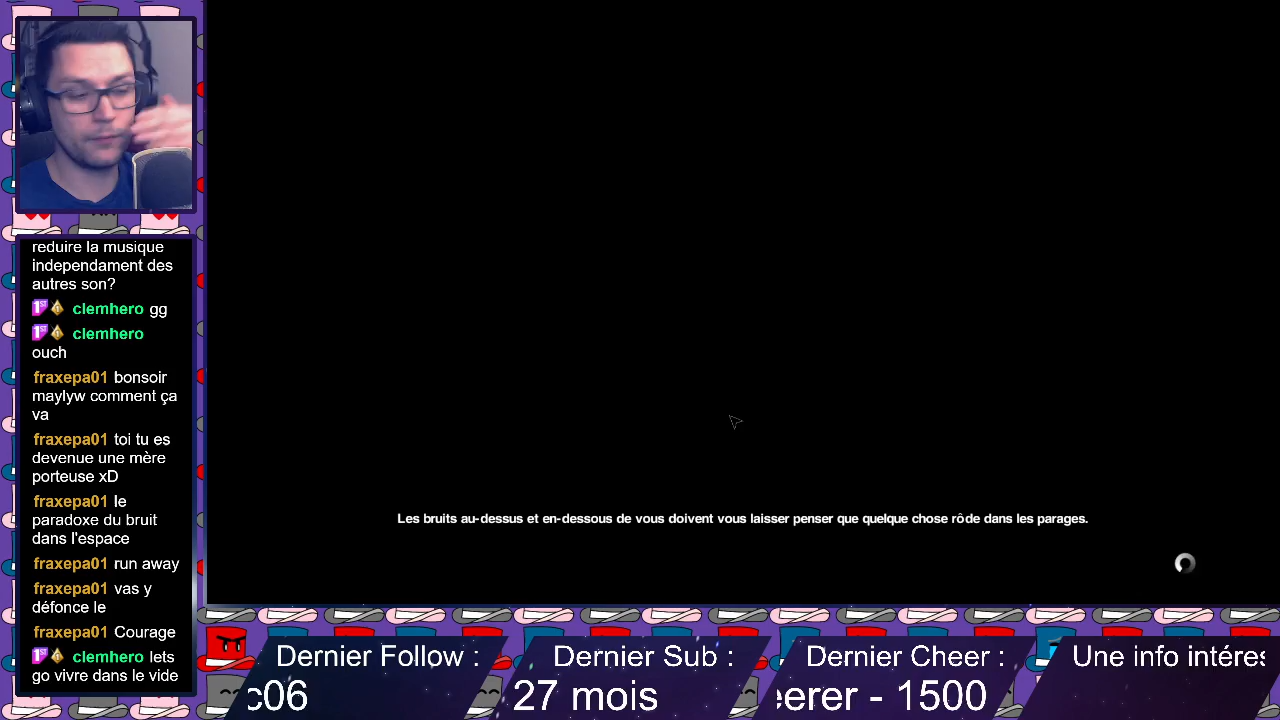 reduire la musique
independament des
autres son?
clemhero gg
clemhero
ouch
fraxepa01 bonsoir
maylyw comment ça
va
fraxepa01 toi tu es
devenue une mère
porteuse xD
fraxepa01 le
paradoxe du bruit
dans l'espace
fraxepa01 run away
fraxepa01 vas y
défonce le
fraxepa01 Courage
clemhero lets
go vivre dans le vide
Les bruits au-dessus et en-dessous de vous doivent vous laisser penser que quelque chose rôde dans les parages.
Dernier Follow :
c06
Dernier Sub :
27 mois
Dernier Cheer :
eerer - 1500
Une info intéres